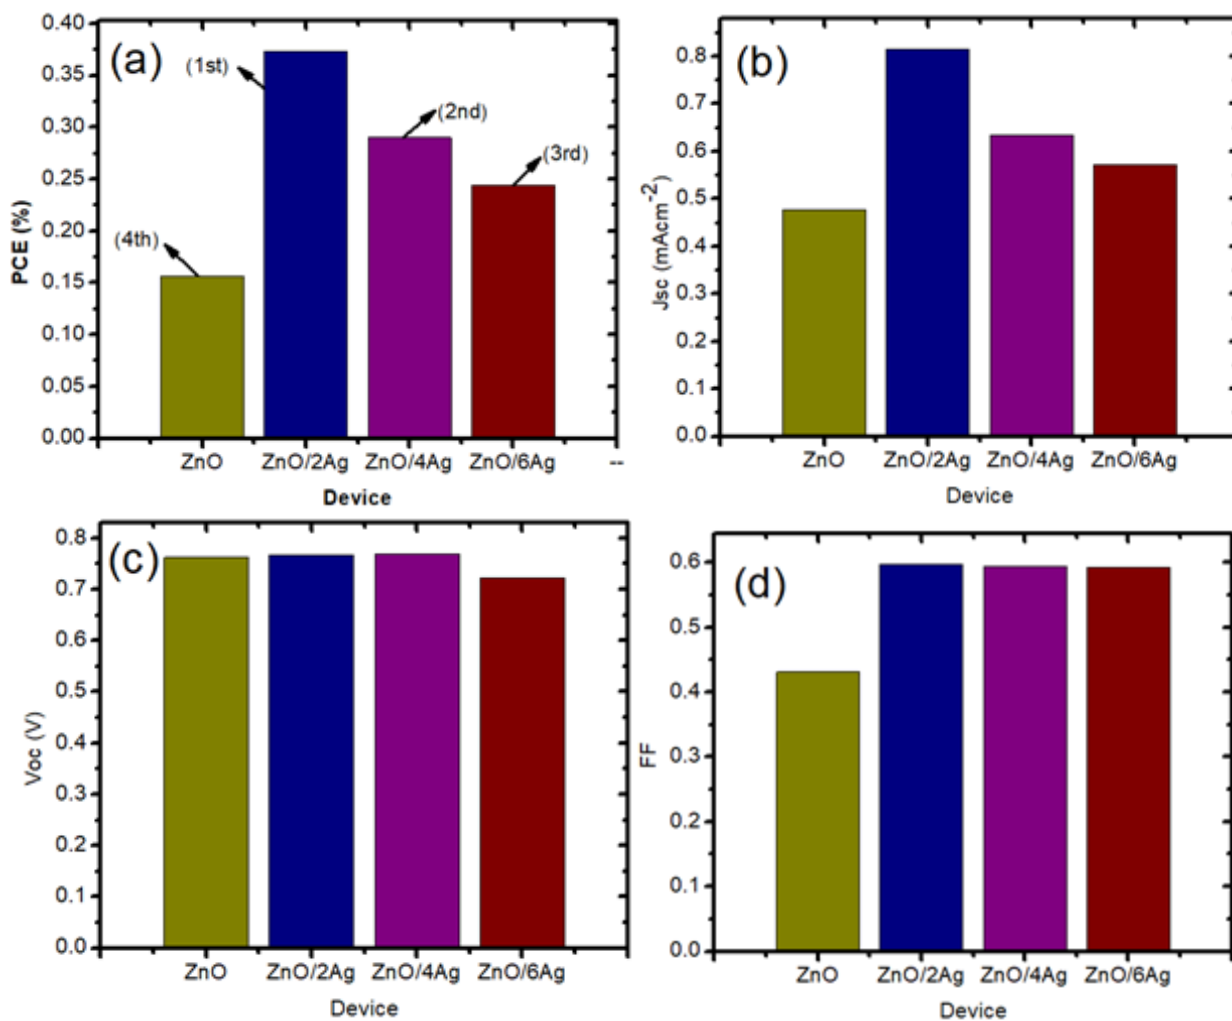 (a)
0.40
0.35
0.30
0.25
0.20
0.15
0.10
0.05
0.00
PCE (%)
(1st)
(2nd)
(3rd)
(4th)
ZnO ZnO/2Ag ZnO/4Ag ZnO/6Ag --
Device
(b)
0.8
0.7
0.6
0.5
0.4
0.3
0.2
0.1
0.0
Jsc (mAcm⁻²)
ZnO ZnO/2Ag ZnO/4Ag ZnO/6Ag
Device
(c)
0.8
0.7
0.6
0.5
0.4
0.3
0.2
0.1
0.0
Voc (V)
ZnO ZnO/2Ag ZnO/4Ag ZnO/6Ag
Device
(d)
0.6
0.5
0.4
0.3
0.2
0.1
0.0
FF
ZnO ZnO/2Ag ZnO/4Ag ZnO/6Ag
Device